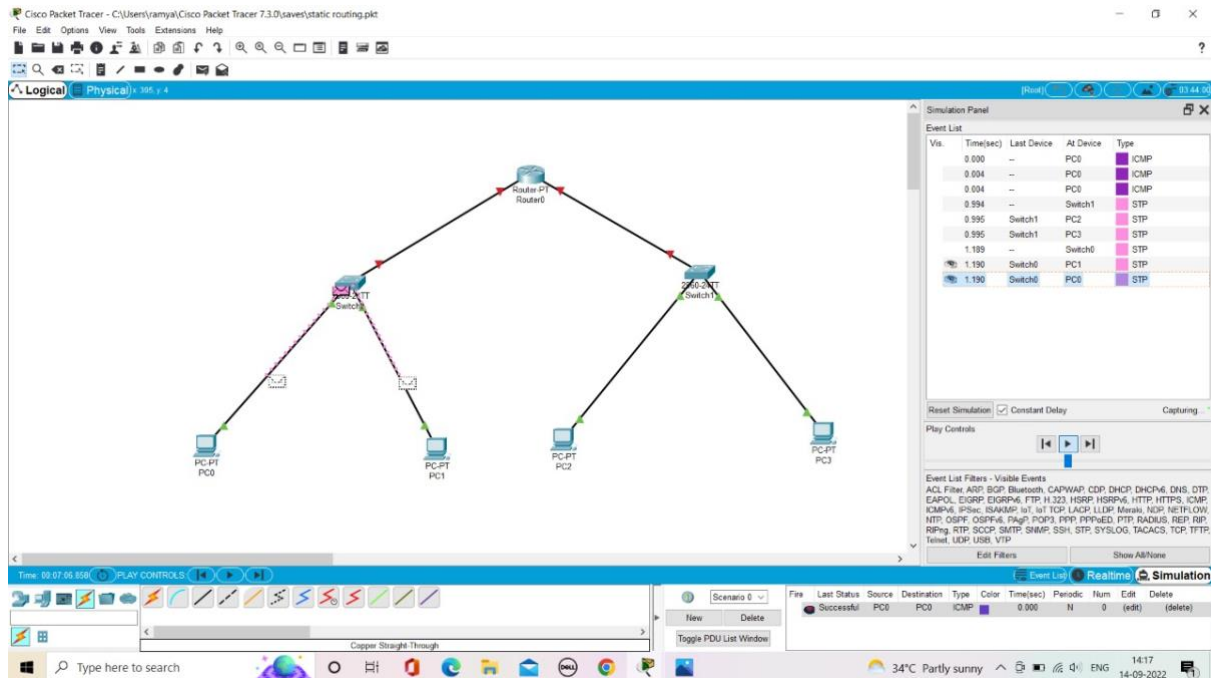 Cisco Packet Tracer - C:\Users\ramya\Cisco Packet Tracer 7.3.0\saves\static routing.pkt
File Edit Options View Tools Extensions Help
?
Logical Physical x: 395, y: 4 [Root] 03:44:00
Simulation Panel
Event List
Vis. Time(sec) Last Device At Device Type
0.000 -- PC0 ICMP
0.004 -- PC0 ICMP
0.004 -- PC0 ICMP
0.994 -- Switch1 STP
0.995 Switch1 PC2 STP
0.995 Switch1 PC3 STP
1.189 -- Switch0 STP
1.190 Switch0 PC1 STP
1.190 Switch0 PC0 STP
Router-PT
Router0
2960-24TT
Switch1
PC-PT
PC0
PC-PT
PC1
PC-PT
PC2
PC-PT
PC3
Reset Simulation Constant Delay Capturing...
Play Controls
Event List Filters - Visible Events
ACL Filter, ARP, BGP, Bluetooth, CAPWAP, CDP, DHCP, DHCPv6, DNS, DTP,
EAPOL, EIGRP, EIGRPv6, FTP, H.323, HSRP, HSRPv6, HTTP, HTTPS, ICMP,
ICMPv6, IPSec, ISAKMP, IoT, IoT TCP, LACP, LLDP, Meraki, NDP, NETFLOW,
NTP, OSPF, OSPFv6, PAgP, POP3, PPP, PPPoED, PTP, RADIUS, REP, RIP,
RIPng, RTP, SCCP, SMTP, SNMP, SSH, STP, SYSLOG, TACACS, TCP, TFTP,
Telnet, UDP, USB, VTP
Edit Filters Show All/None
Time: 00:07:06.858 PLAY CONTROLS: Event List Realtime Simulation
Scenario 0
New Delete
Toggle PDU List Window
Fire Last Status Source Destination Type Color Time(sec) Periodic Num Edit Delete
Successful PC0 PC0 ICMP 0.000 N 0 (edit) (delete)
Copper Straight-Through
Type here to search
DELL
34°C Partly sunny
ENG
14:17
14-09-2022